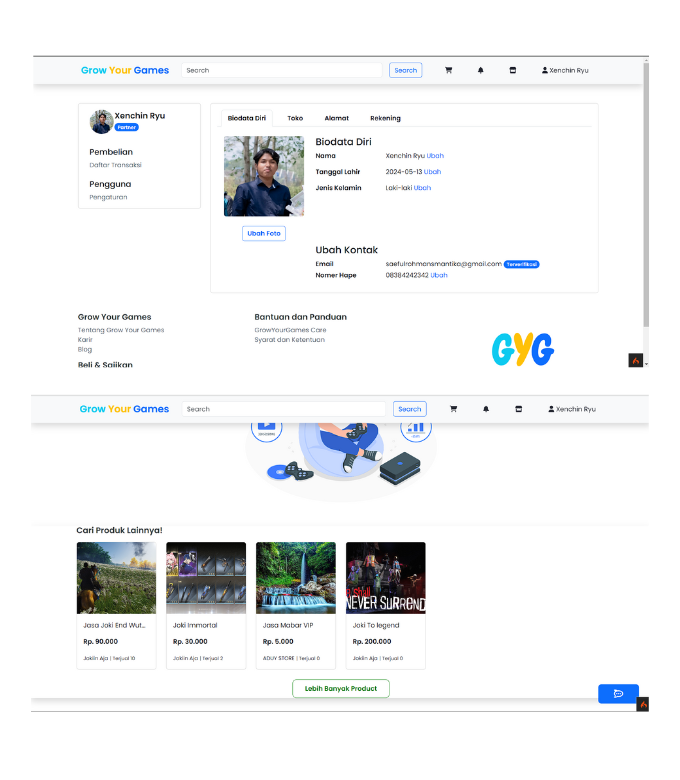 Grow Your Games Search Search Xenchin Ryu
Xenchin Ryu
Partner
Pembelian
Daftar Transaksi
Pengguna
Pengaturan
Biodata Diri Toko Alamat Rekening
Biodata Diri
Nama Xenchin Ryu Ubah
Tanggal Lahir 2024-05-13 Ubah
Jenis Kelamin Laki-laki Ubah
Ubah Foto
Ubah Kontak
Email saefulrohmansmantika@gmail.com Terverifikasi
Nomer Hape 08384242342 Ubah
Grow Your Games
Tentang Grow Your Games
Karir
Blog
Beli & Sajikan
Bantuan dan Panduan
GrowYourGames Care
Syarat dan Ketentuan
GYG
Grow Your Games Search Search Xenchin Ryu
Cari Produk Lainnya!
Jasa Joki End Wut...
Rp. 90.000
Joklin Aja | Terjual 10
Joki Immortal
Rp. 30.000
Joklin Aja | Terjual 2
Jasa Mabar VIP
Rp. 5.000
ADUY STORE | Terjual 0
NEVER SURREND
Joki To legend
Rp. 200.000
Joklin Aja | Terjual 0
Lebih Banyak Product